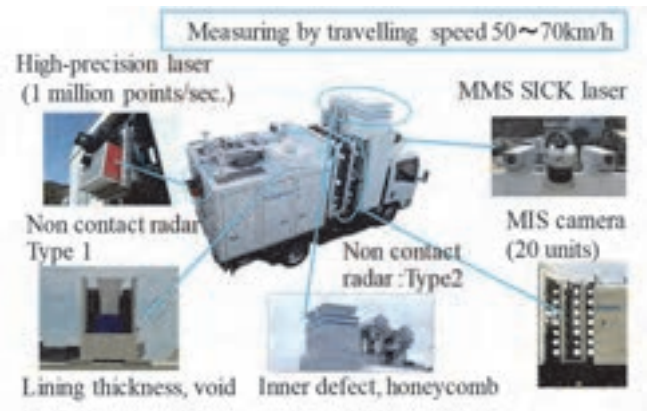 Measuring by travelling speed 50～70km/h
High-precision laser
(1 million points/sec.)
MMS SICK laser
Non contact radar
Type 1
MIS camera
(20 units)
Non contact
radar :Type2
Lining thickness, void
Inner defect, honeycomb